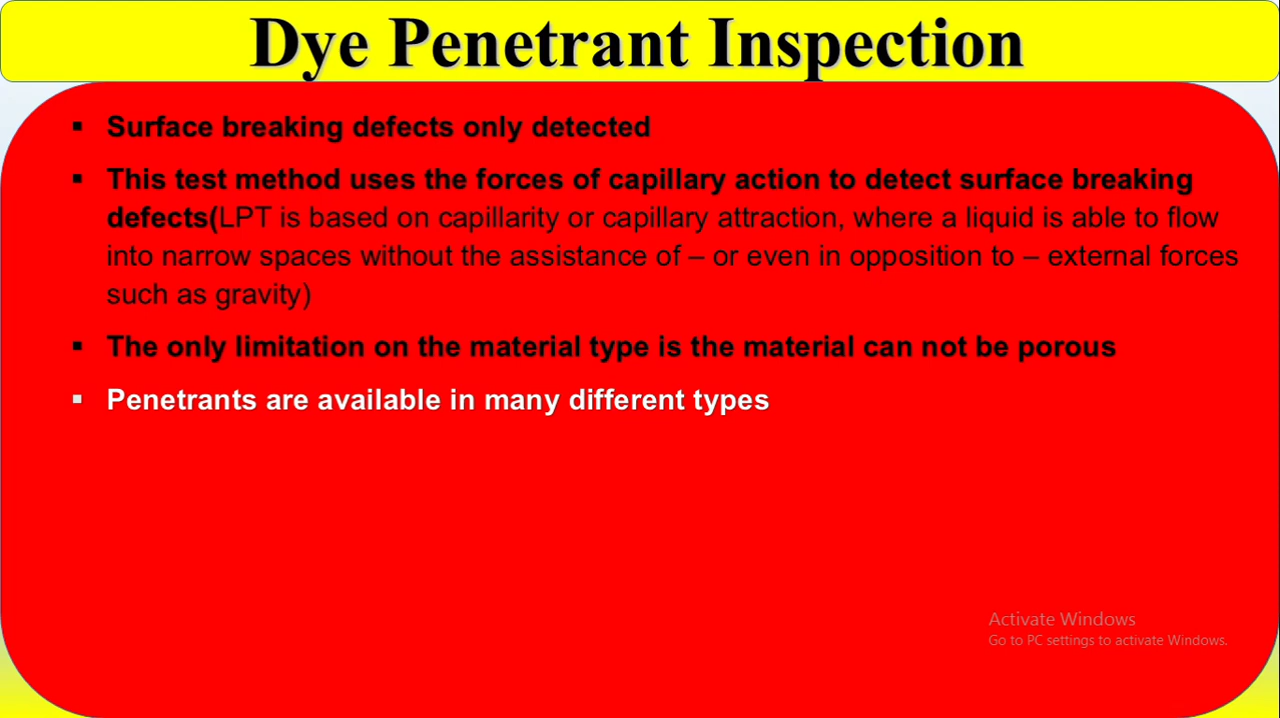 Dye Penetrant Inspection
▪ Surface breaking defects only detected
▪ This test method uses the forces of capillary action to detect surface breaking
defects(LPT is based on capillarity or capillary attraction, where a liquid is able to flow
into narrow spaces without the assistance of – or even in opposition to – external forces
such as gravity)
▪ The only limitation on the material type is the material can not be porous
▪ Penetrants are available in many different types
Activate Windows
Go to PC settings to activate Windows.